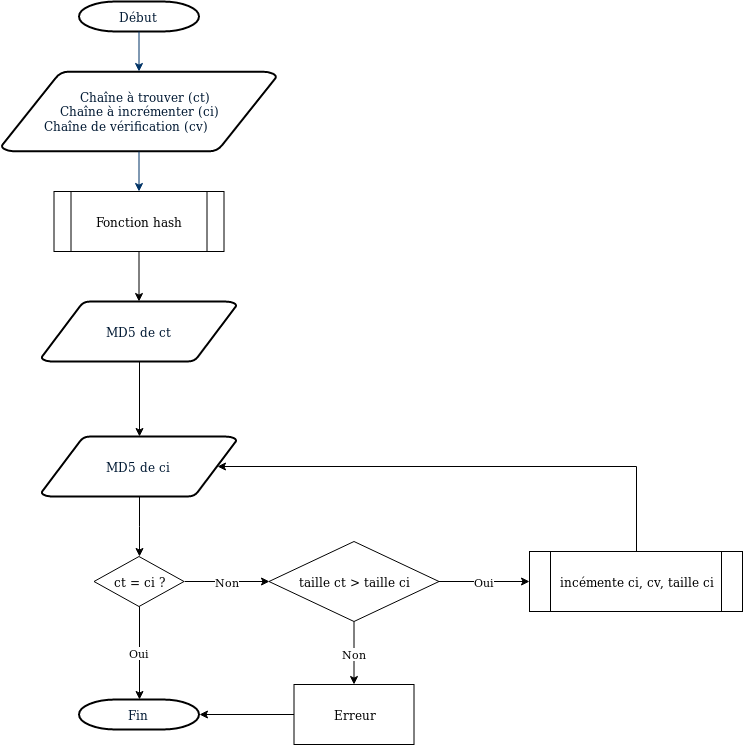 Début
Chaîne à trouver (ct)
Chaîne à incrémenter (ci)
Chaîne de vérification (cv)
Fonction hash
MD5 de ct
MD5 de ci
ct = ci ?
Non
taille ct > taille ci
Oui
incémente ci, cv, taille ci
Oui
Non
Fin
Erreur